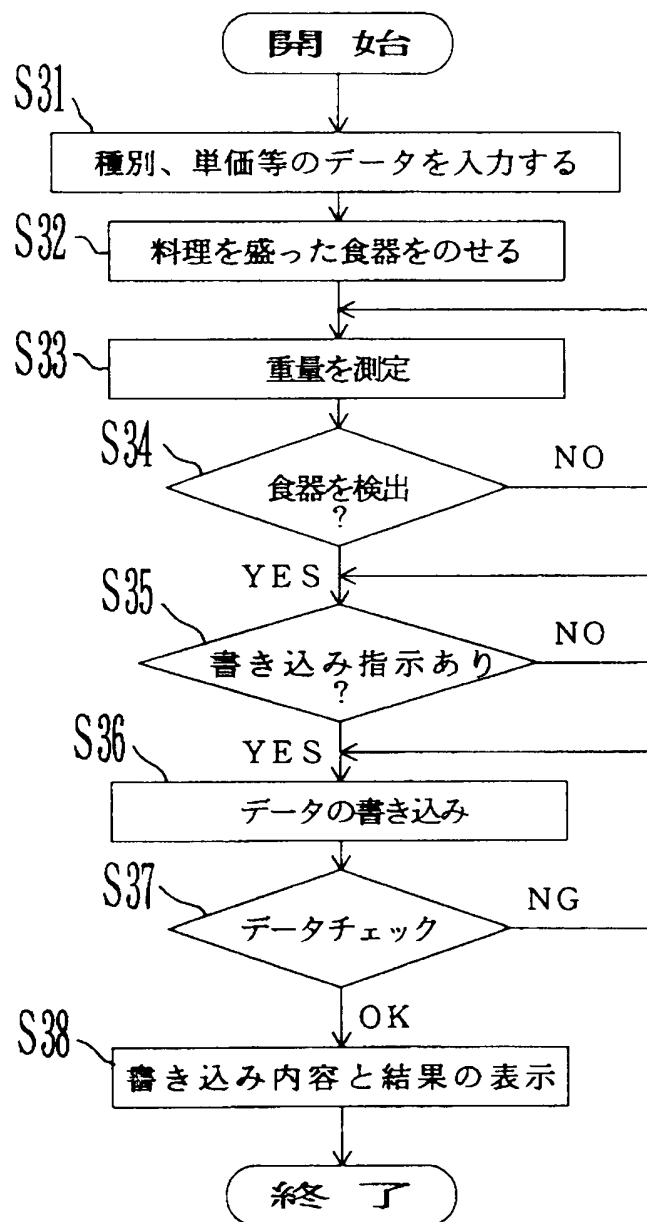 開始
S31
種別、単価等のデータを入力する
S32
料理を盛った食器をのせる
S33
重量を測定
S34
食器を検出
?
NO
YES
S35
書き込み指示あり
?
NO
YES
S36
データの書き込み
S37
データチェック
NG
OK
S38
書き込み内容と結果の表示
終了